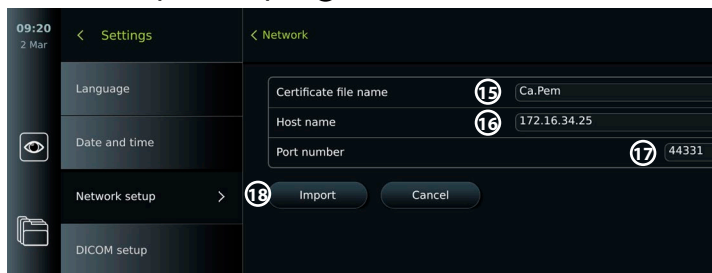 09:20
2 Mar
< Settings
< Network
Language
Date and time
Network setup >
DICOM setup
Certificate file name 15 Ca.Pem
Host name 16 172.16.34.25
Port number 17 44331
18 Import Cancel